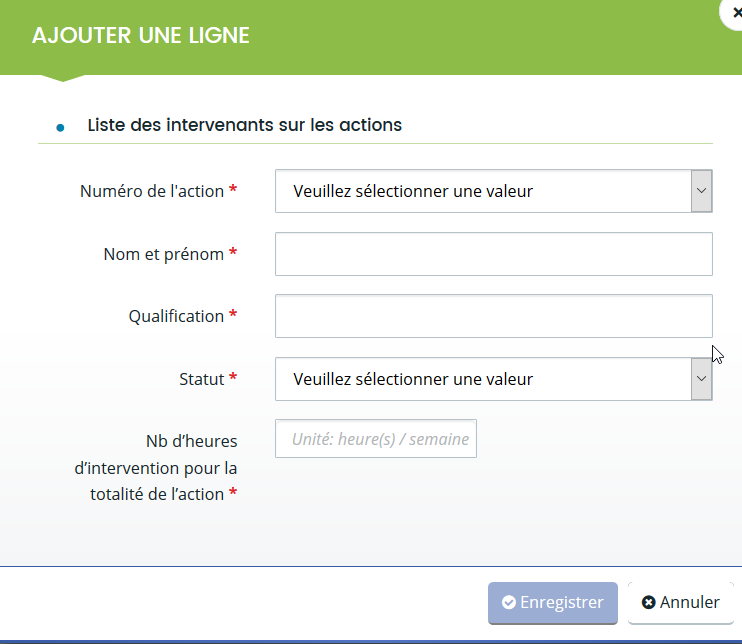 AJOUTER UNE LIGNE
Liste des intervenants sur les actions
Numéro de l'action *
Veuillez sélectionner une valeur
Nom et prénom *
Qualification *
Statut *
Veuillez sélectionner une valeur
Nb d’heures
d’intervention pour la
totalité de l’action *
Unité: heure(s) / semaine
Enregistrer
Annuler